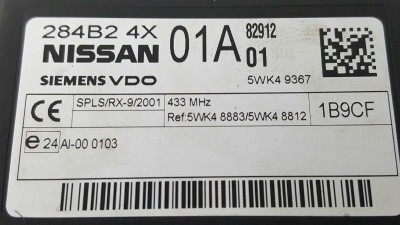 284B2 4X 01A 82912
NISSAN 01
SIEMENS VDO 5WK4 9367
CE SPLS/RX-9/2001 433 MHz 1B9CF
Ref:5WK4 8883/5WK4 8812
e 24 AI-00 0103